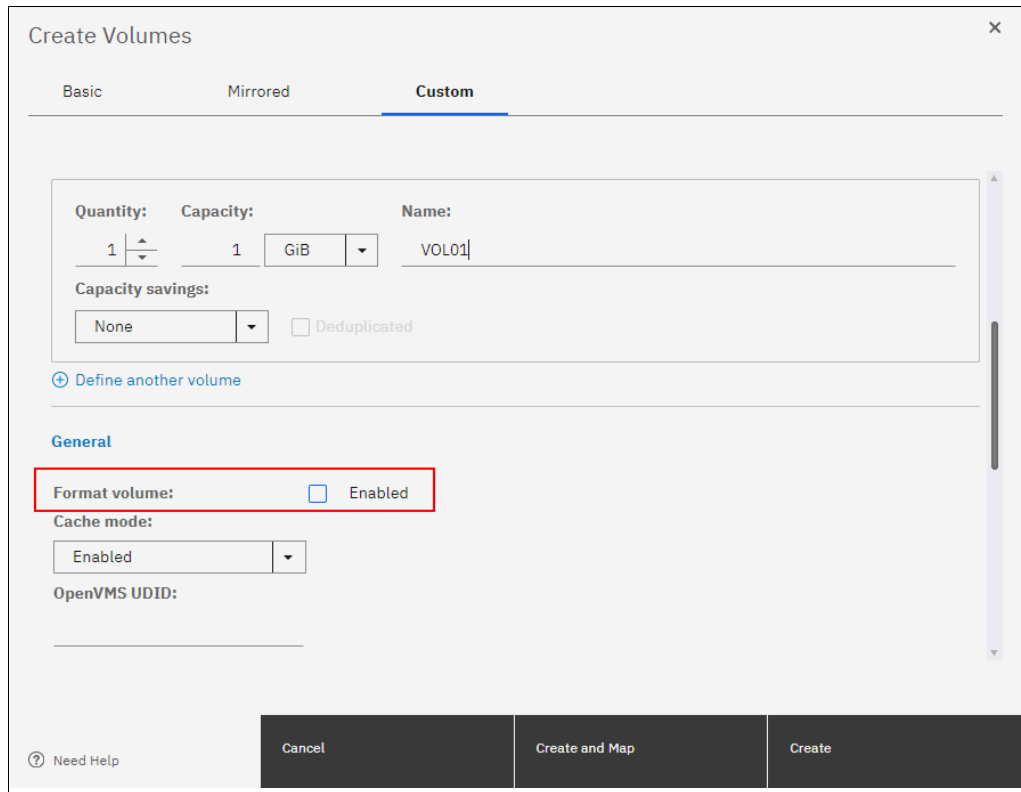 Create Volumes
Basic Mirrored Custom
Quantity: Capacity: Name:
1 1 GiB VOL01
Capacity savings:
None Deduplicated
Define another volume
General
Format volume: Enabled
Cache mode:
Enabled
OpenVMS UDID:
Need Help Cancel Create and Map Create